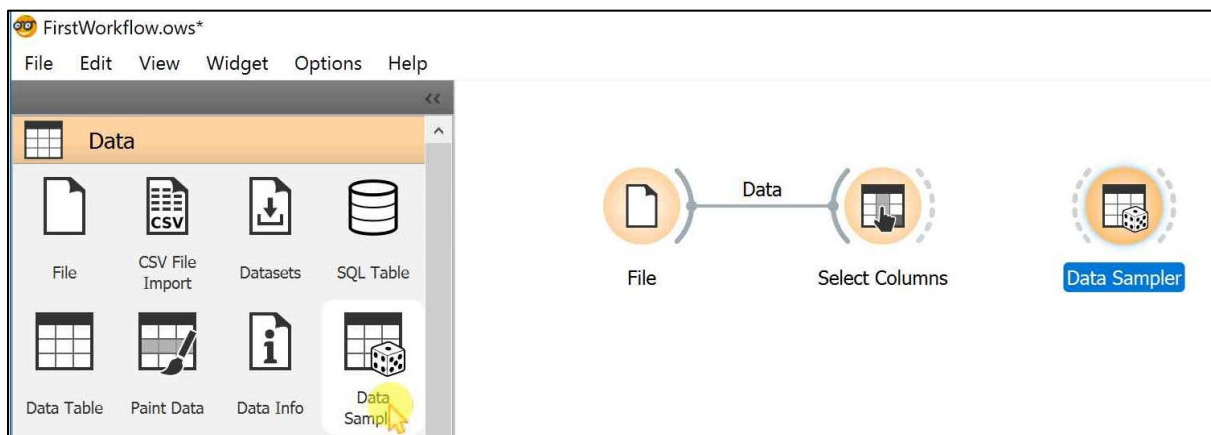 FirstWorkflow.ows*
File Edit View Widget Options Help
Data
CSV
File
CSV File
Import
Datasets
SQL Table
Data Table
Paint Data
Data Info
Data
Sampl
Data
File
Select Columns
Data Sampler